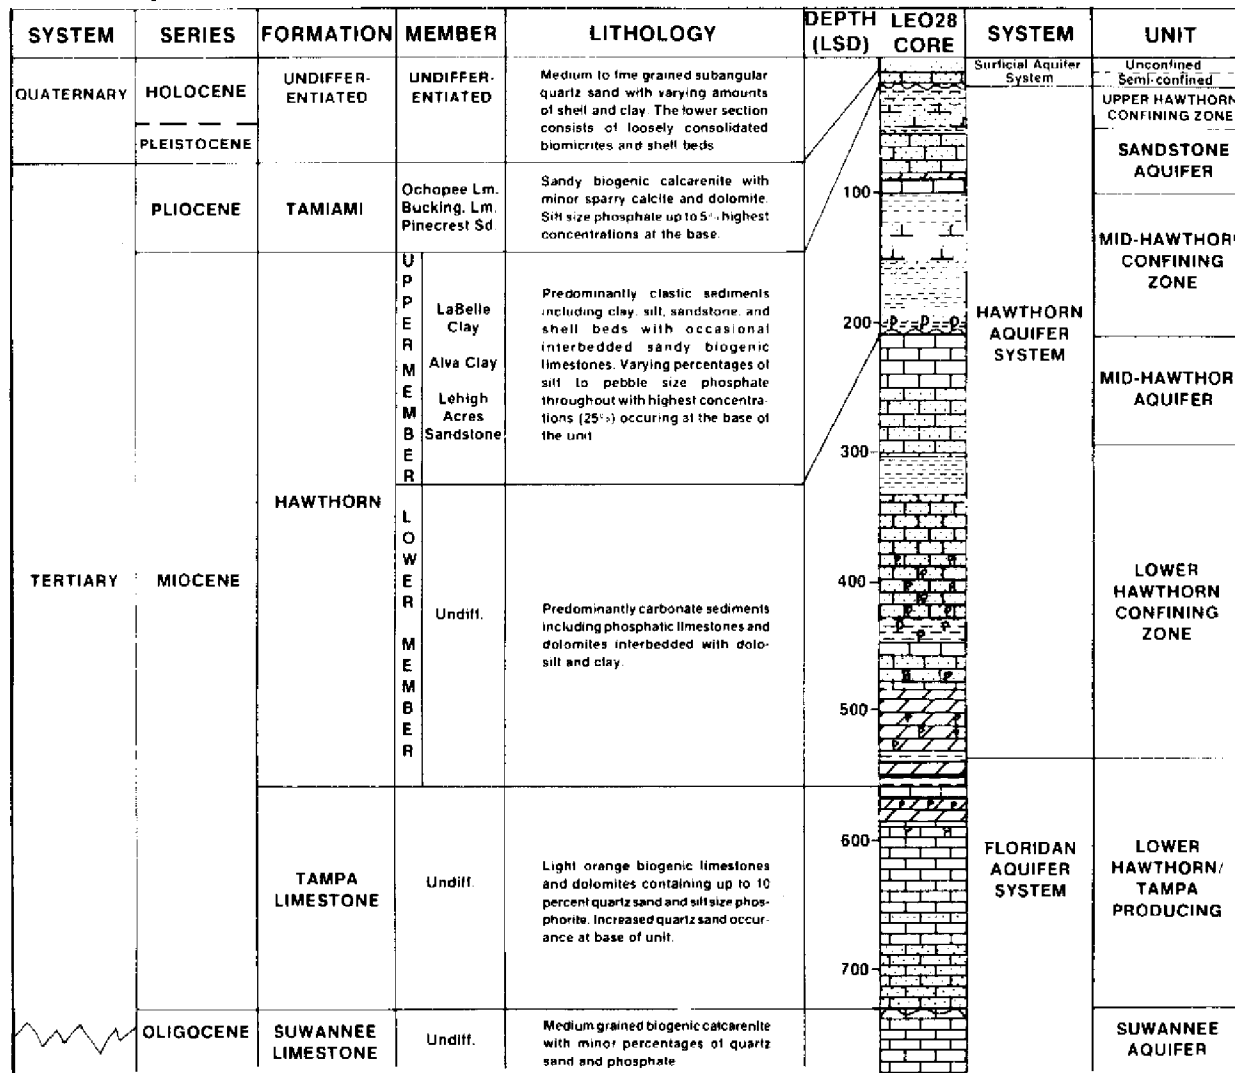 SYSTEM SERIES FORMATION MEMBER LITHOLOGY DEPTH (LSD) LEO28 CORE SYSTEM UNIT
QUATERNARY
HOLOCENE
PLEISTOCENE
UNDIFFER-
ENTIATED
UNDIFFER-
ENTIATED
Medium to fine grained subangular
quartz sand with varying amounts
of shell and clay. The lower section
consists of loosely consolidated
biomicrites and shell beds
TERTIARY
PLIOCENE
TAMIAMI
Ochopee Lm.
Bucking. Lm.
Pinecrest Sd.
Sandy biogenic calcarenite with
minor sparry calcite and dolomite.
Silt size phosphate up to 5% highest
concentrations at the base.
MIOCENE
HAWTHORN
UPPER MEMBER
LaBelle
Clay
Alva Clay
Lehigh
Acres
Sandstone
Predominantly clastic sediments
including clay, silt, sandstone, and
shell beds with occasional
interbedded sandy biogenic
limestones. Varying percentages of
silt to pebble size phosphate
throughout with highest concentra-
tions (25%) occuring at the base of
the unit
LOWER MEMBER
Undiff.
Predominantly carbonate sediments
including phosphatic limestones and
dolomites interbedded with dolo-
silt and clay.
TAMPA
LIMESTONE
Undiff.
Light orange biogenic limestones
and dolomites containing up to 10
percent quartz sand and silt size phos-
phorite. Increased quartz sand occur-
ance at base of unit.
OLIGOCENE
SUWANNEE
LIMESTONE
Undiff.
Medium grained biogenic calcarenite
with minor percentages of quartz
sand and phosphate
100
200
300
400
500
600
700
Surficial Aquifer
System
HAWTHORN
AQUIFER
SYSTEM
FLORIDAN
AQUIFER
SYSTEM
Unconfined
Semi-confined
UPPER HAWTHORN
CONFINING ZONE
SANDSTONE
AQUIFER
MID-HAWTHORN
CONFINING
ZONE
MID-HAWTHOR
AQUIFER
LOWER
HAWTHORN
CONFINING
ZONE
LOWER
HAWTHORN/
TAMPA
PRODUCING
SUWANNEE
AQUIFER